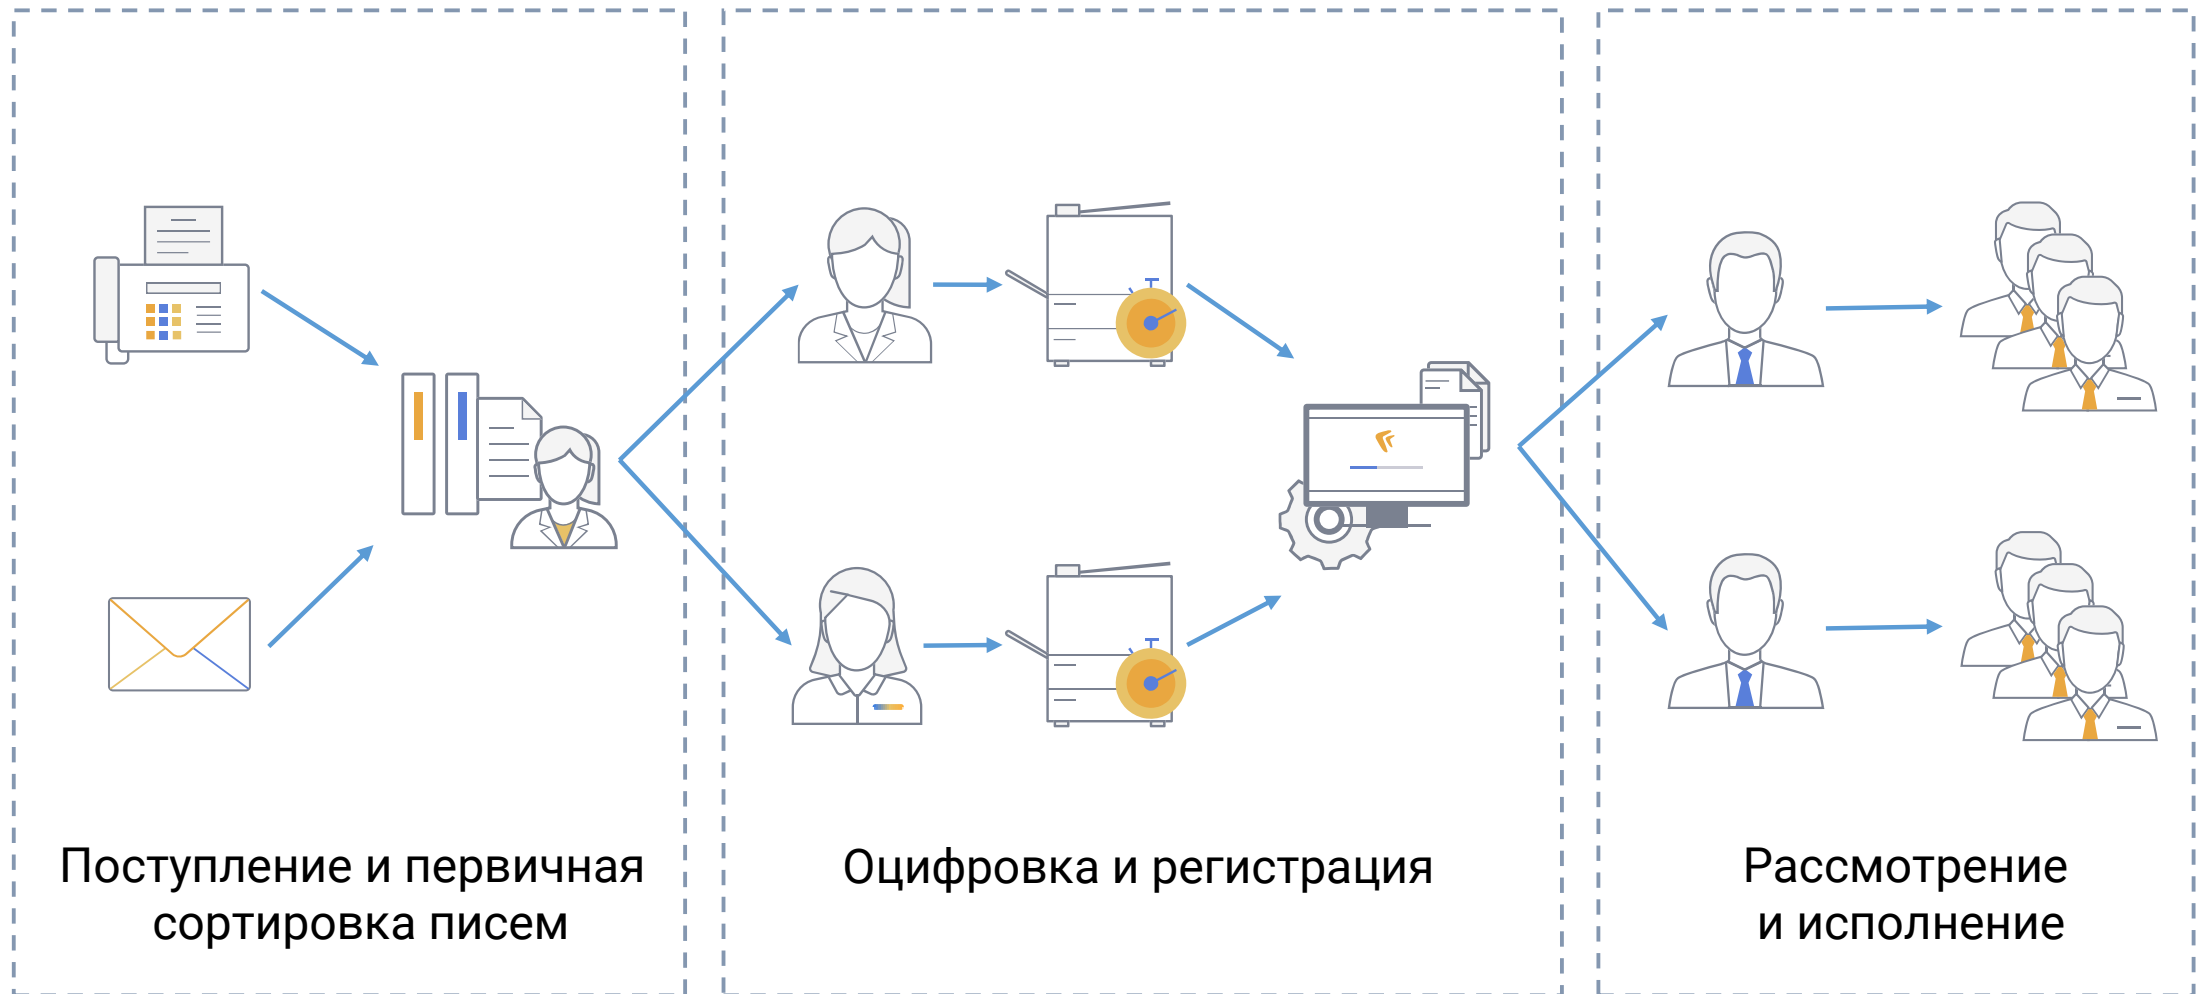 Поступление и первичная
сортировка писем
Оцифровка и регистрация
Рассмотрение
и исполнение